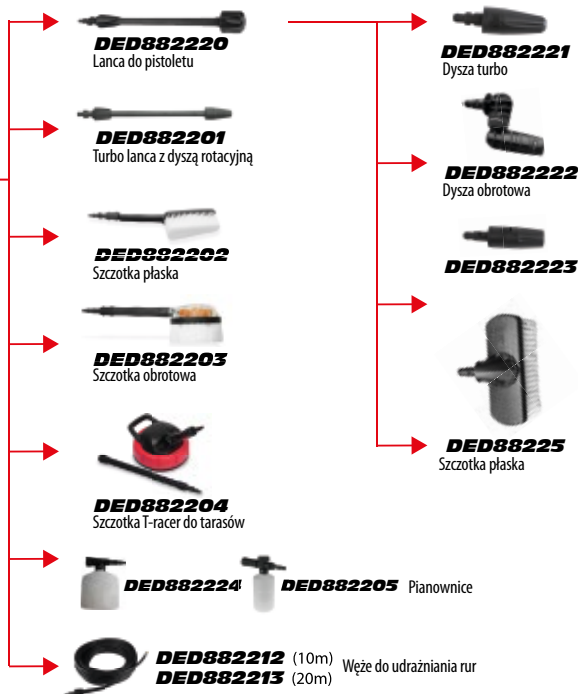 DED882220
Lanca do pistoletu
DED882201
Turbo lanca z dyszą rotacyjną
DED882202
Szczotka płaska
DED882203
Szczotka obrotowa
DED882204
Szczotka T-racer do tarasów
DED882224 DED882205 Pianownice
DED882212 (10m)
DED882213 (20m)
Węże do udrażniania rur
DED882221
Dysza turbo
DED882222
Dysza obrotowa
DED882223
DED88225
Szczotka płaska